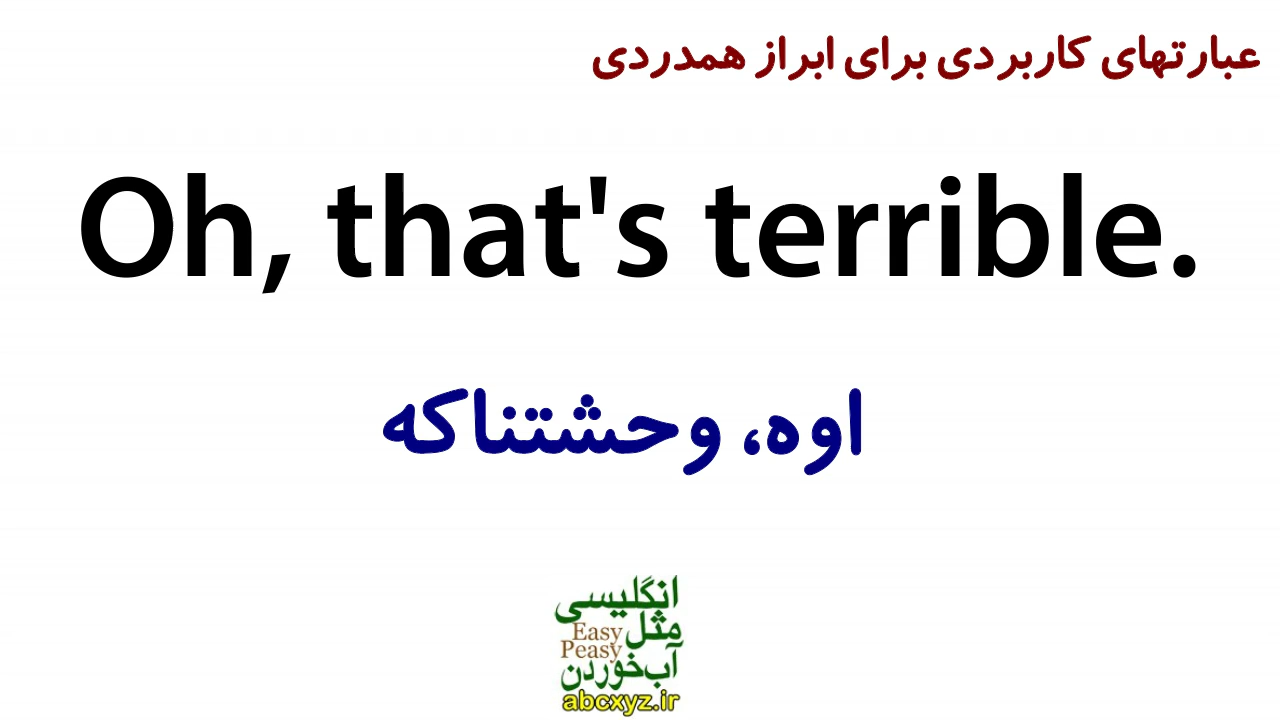 عبارتهای کاربردی برای ابراز همدردی
Oh, that's terrible.
اوه، وحشتناکه
انگلیسی
مثل
Easy
Peasy
آب‌خوردن
abcxyz.ir